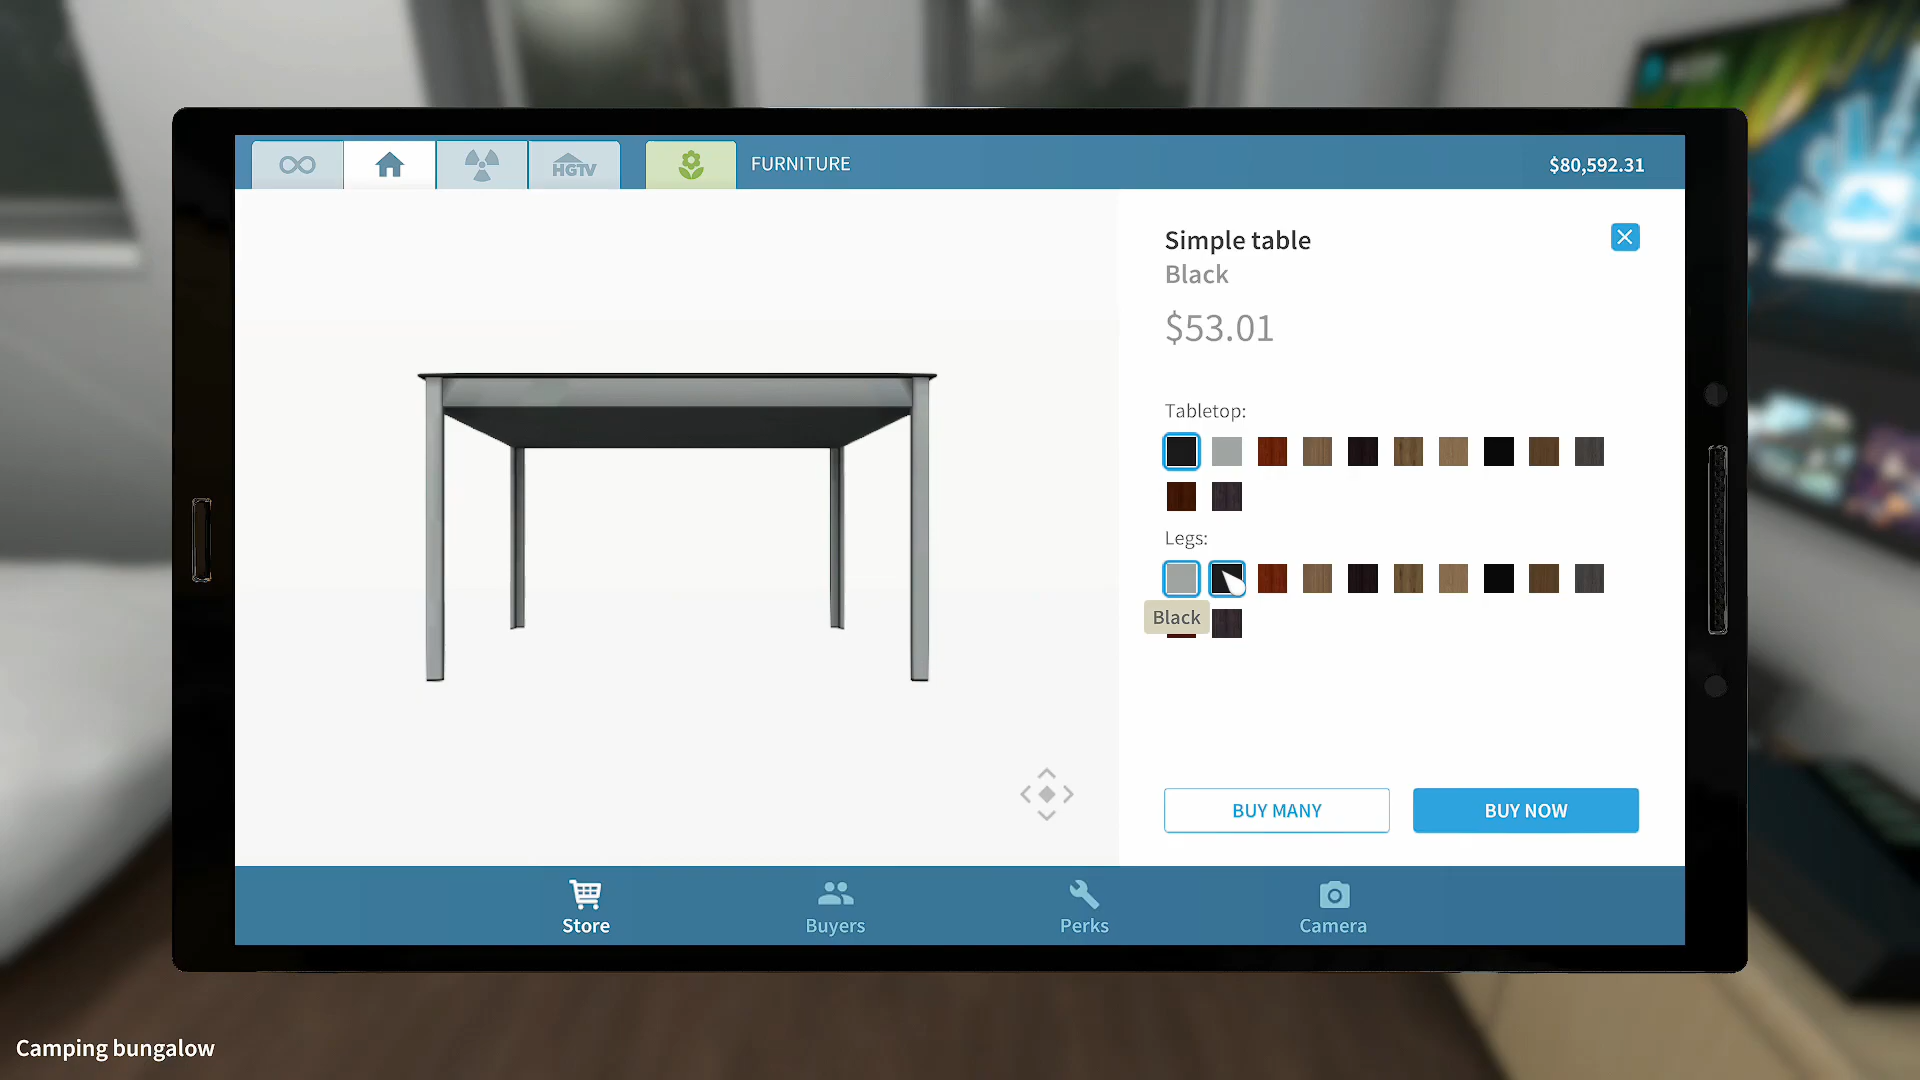 HGTV
FURNITURE
$80,592.31
Simple table
Black
$53.01
Tabletop:
Legs:
Black
BUY MANY
BUY NOW
Store
Buyers
Perks
Camera
Camping bungalow